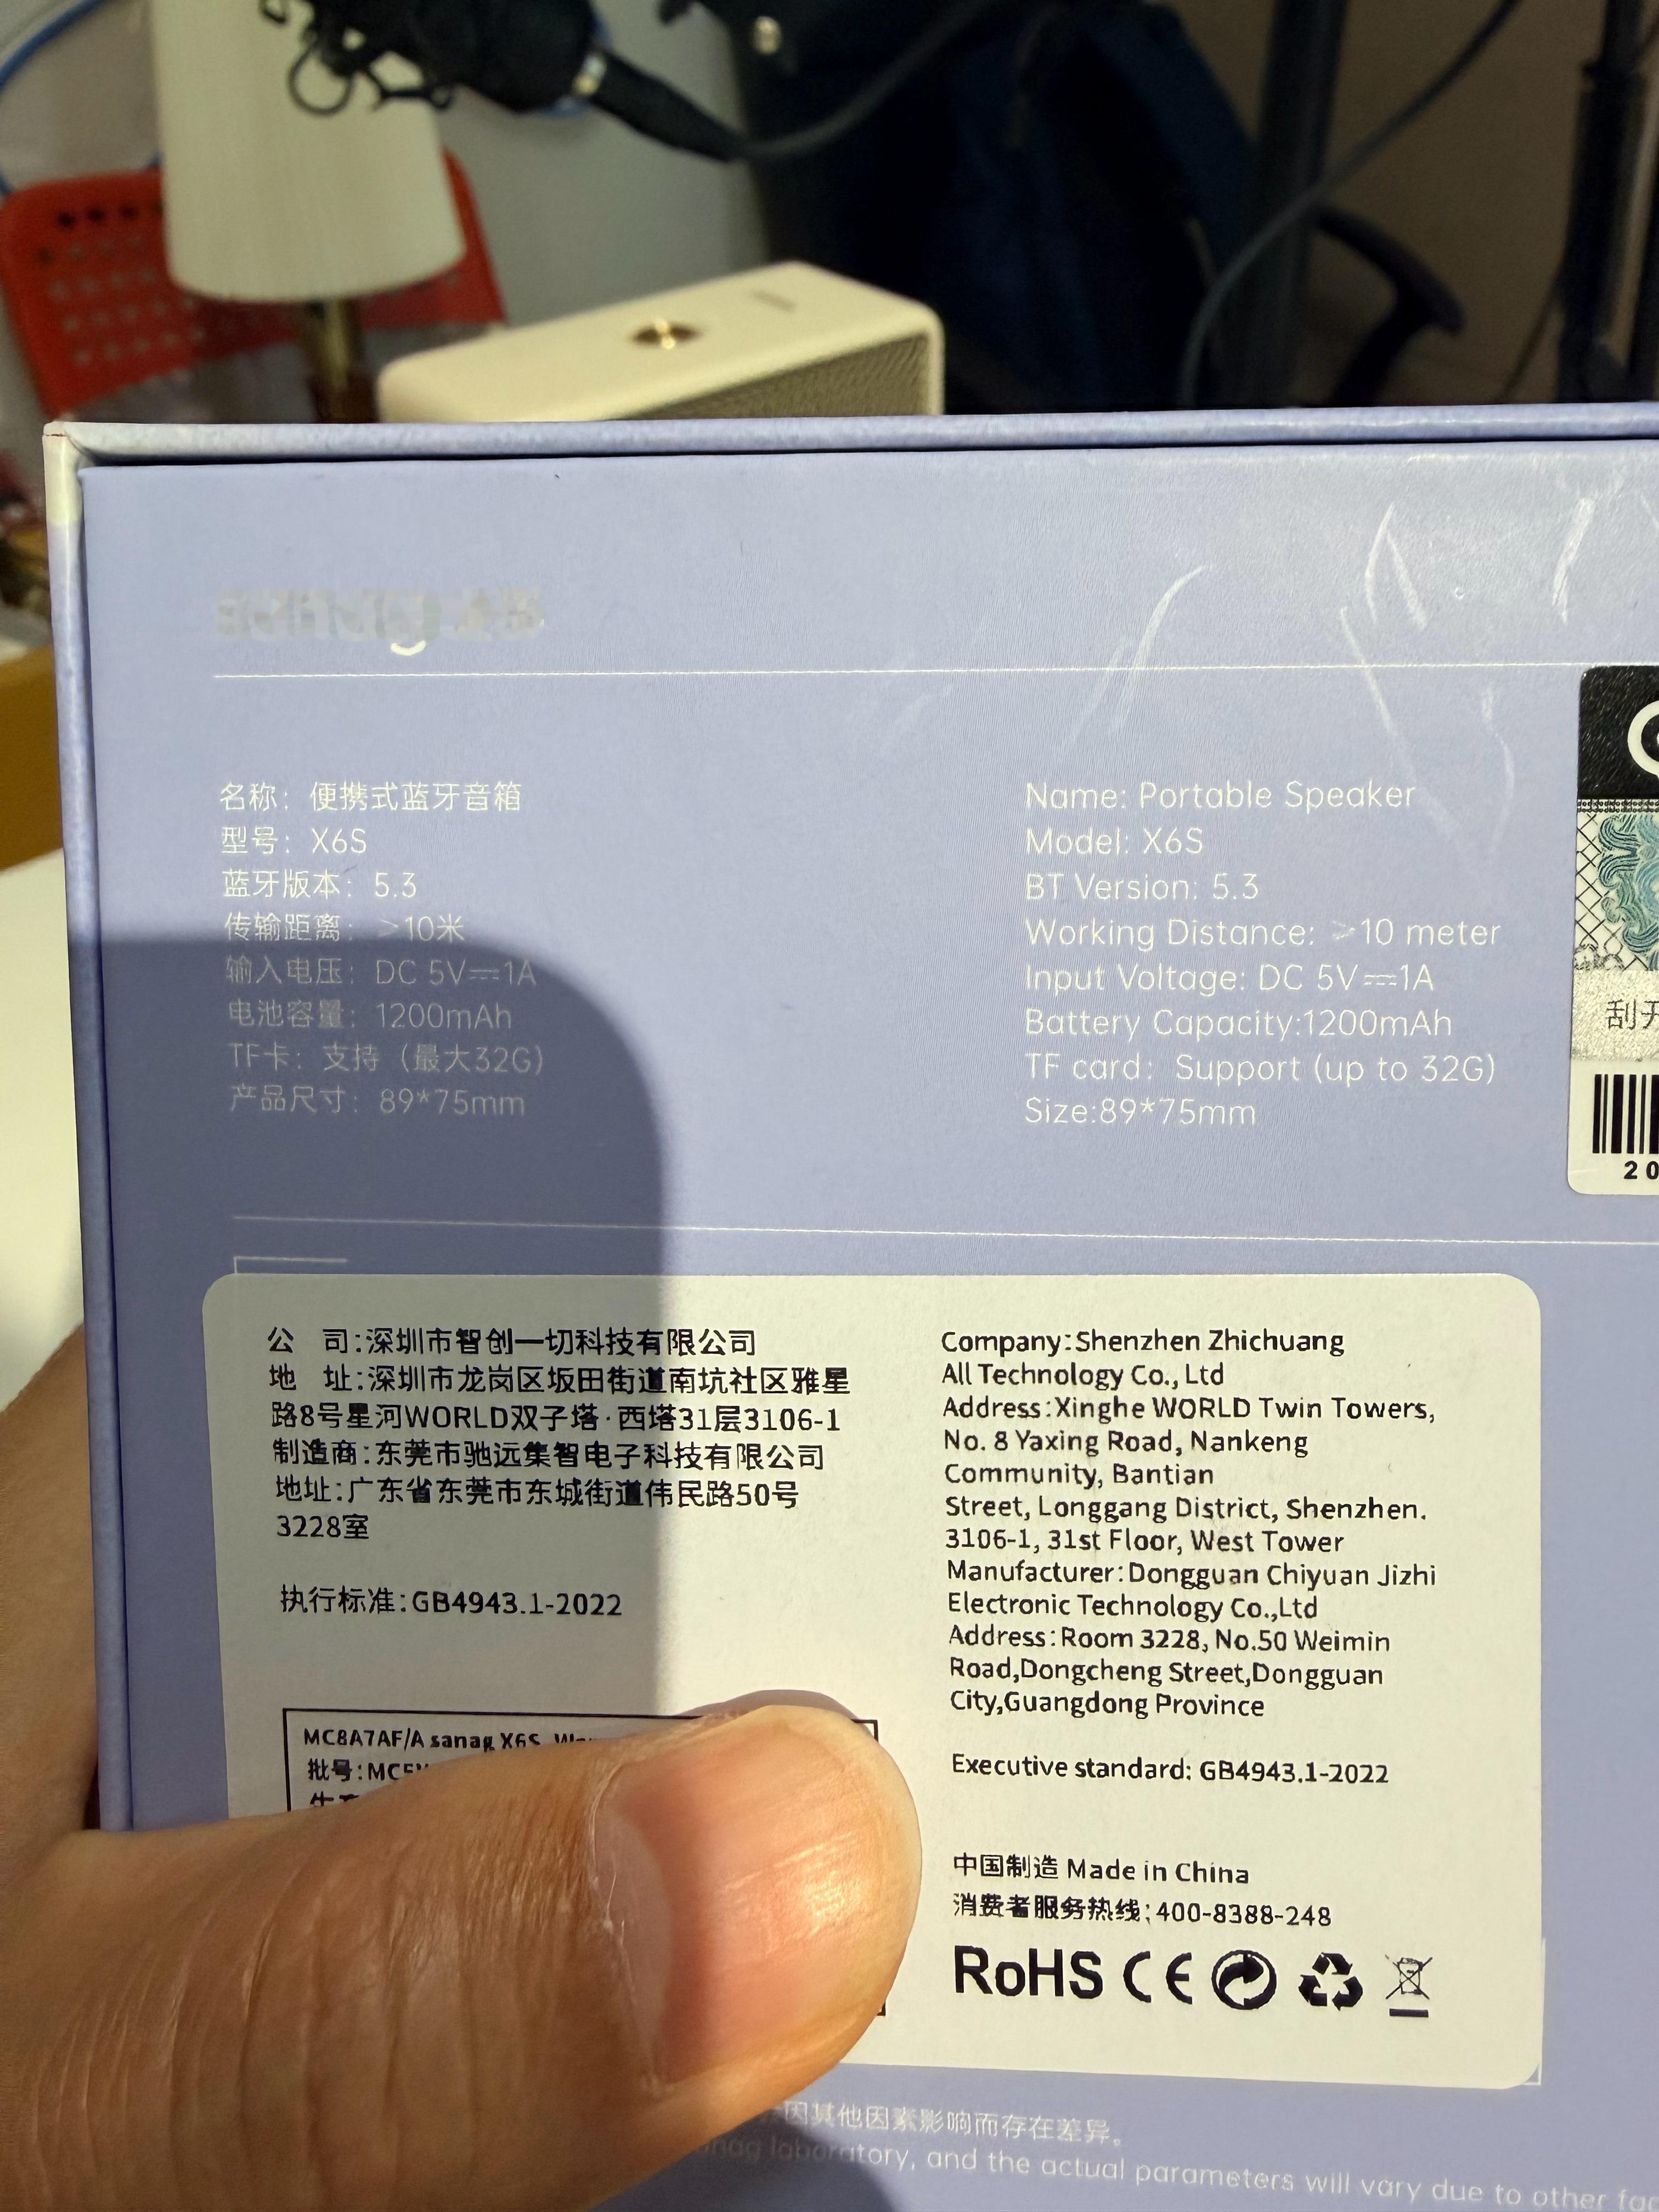 名称：便携式蓝牙音箱
型号：X6S
蓝牙版本：5.3
传输距离：>10米
输入电压：DC 5V⎓1A
电池容量：1200mAh
TF卡：支持（最大32G）
产品尺寸：89*75mm
Name: Portable Speaker
Model: X6S
BT Version: 5.3
Working Distance: >10 meter
Input Voltage: DC 5V⎓1A
Battery Capacity:1200mAh
TF card: Support (up to 32G)
Size:89*75mm
刮开
20
公 司:深圳市智创一切科技有限公司
地 址:深圳市龙岗区坂田街道南坑社区雅星
路8号星河WORLD双子塔·西塔31层3106-1
制造商:东莞市驰远集智电子科技有限公司
地址:广东省东莞市东城街道伟民路50号
3228室
执行标准:GB4943.1-2022
MC8A7AF/A sanag X6S
批号:
Company:Shenzhen Zhichuang
All Technology Co., Ltd
Address:Xinghe WORLD Twin Towers,
No. 8 Yaxing Road, Nankeng
Community, Bantian
Street, Longgang District, Shenzhen.
3106-1, 31st Floor, West Tower
Manufacturer:Dongguan Chiyuan Jizhi
Electronic Technology Co.,Ltd
Address:Room 3228, No.50 Weimin
Road,Dongcheng Street,Dongguan
City,Guangdong Province
Executive standard: GB4943.1-2022
中国制造 Made in China
消费者服务热线:400-8388-248
RoHS CE
因其他因素影响而存在差异。
laboratory, and the actual parameters will vary due to other